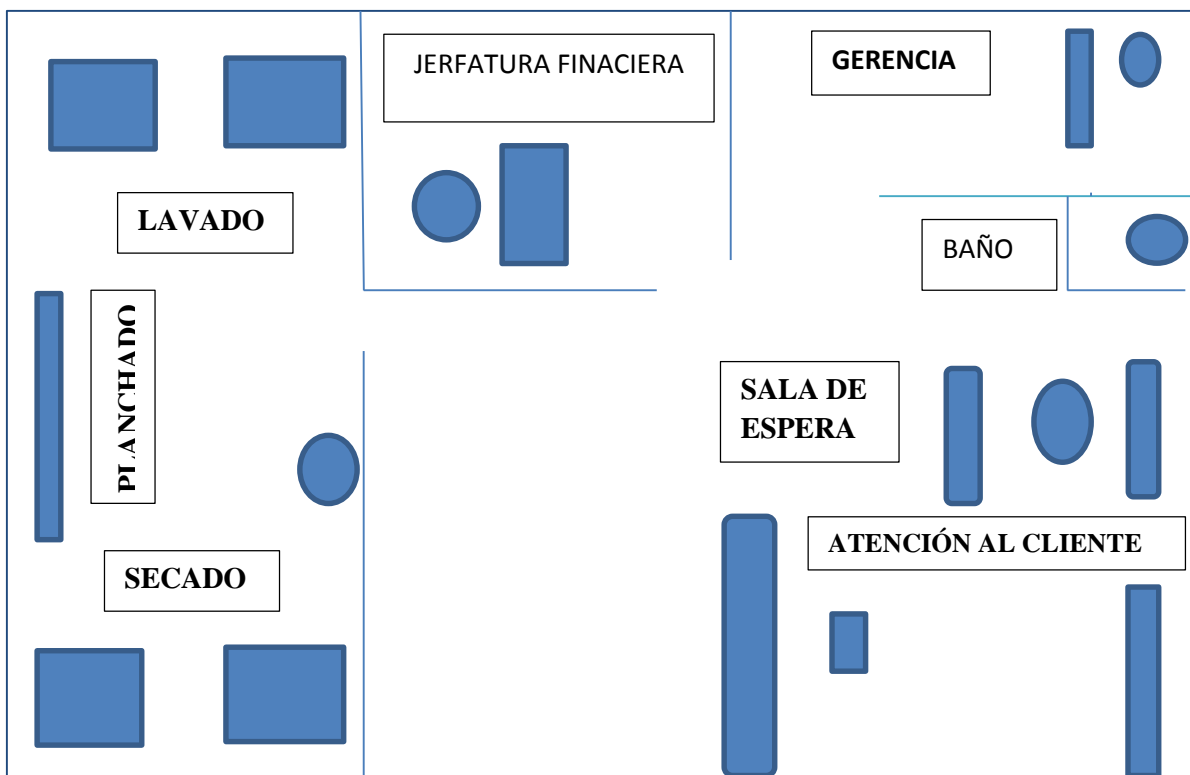 JERFATURA FINACIERA
GERENCIA
LAVADO
BAÑO
PLANCHADO
SALA DE
ESPERA
ATENCIÓN AL CLIENTE
SECADO